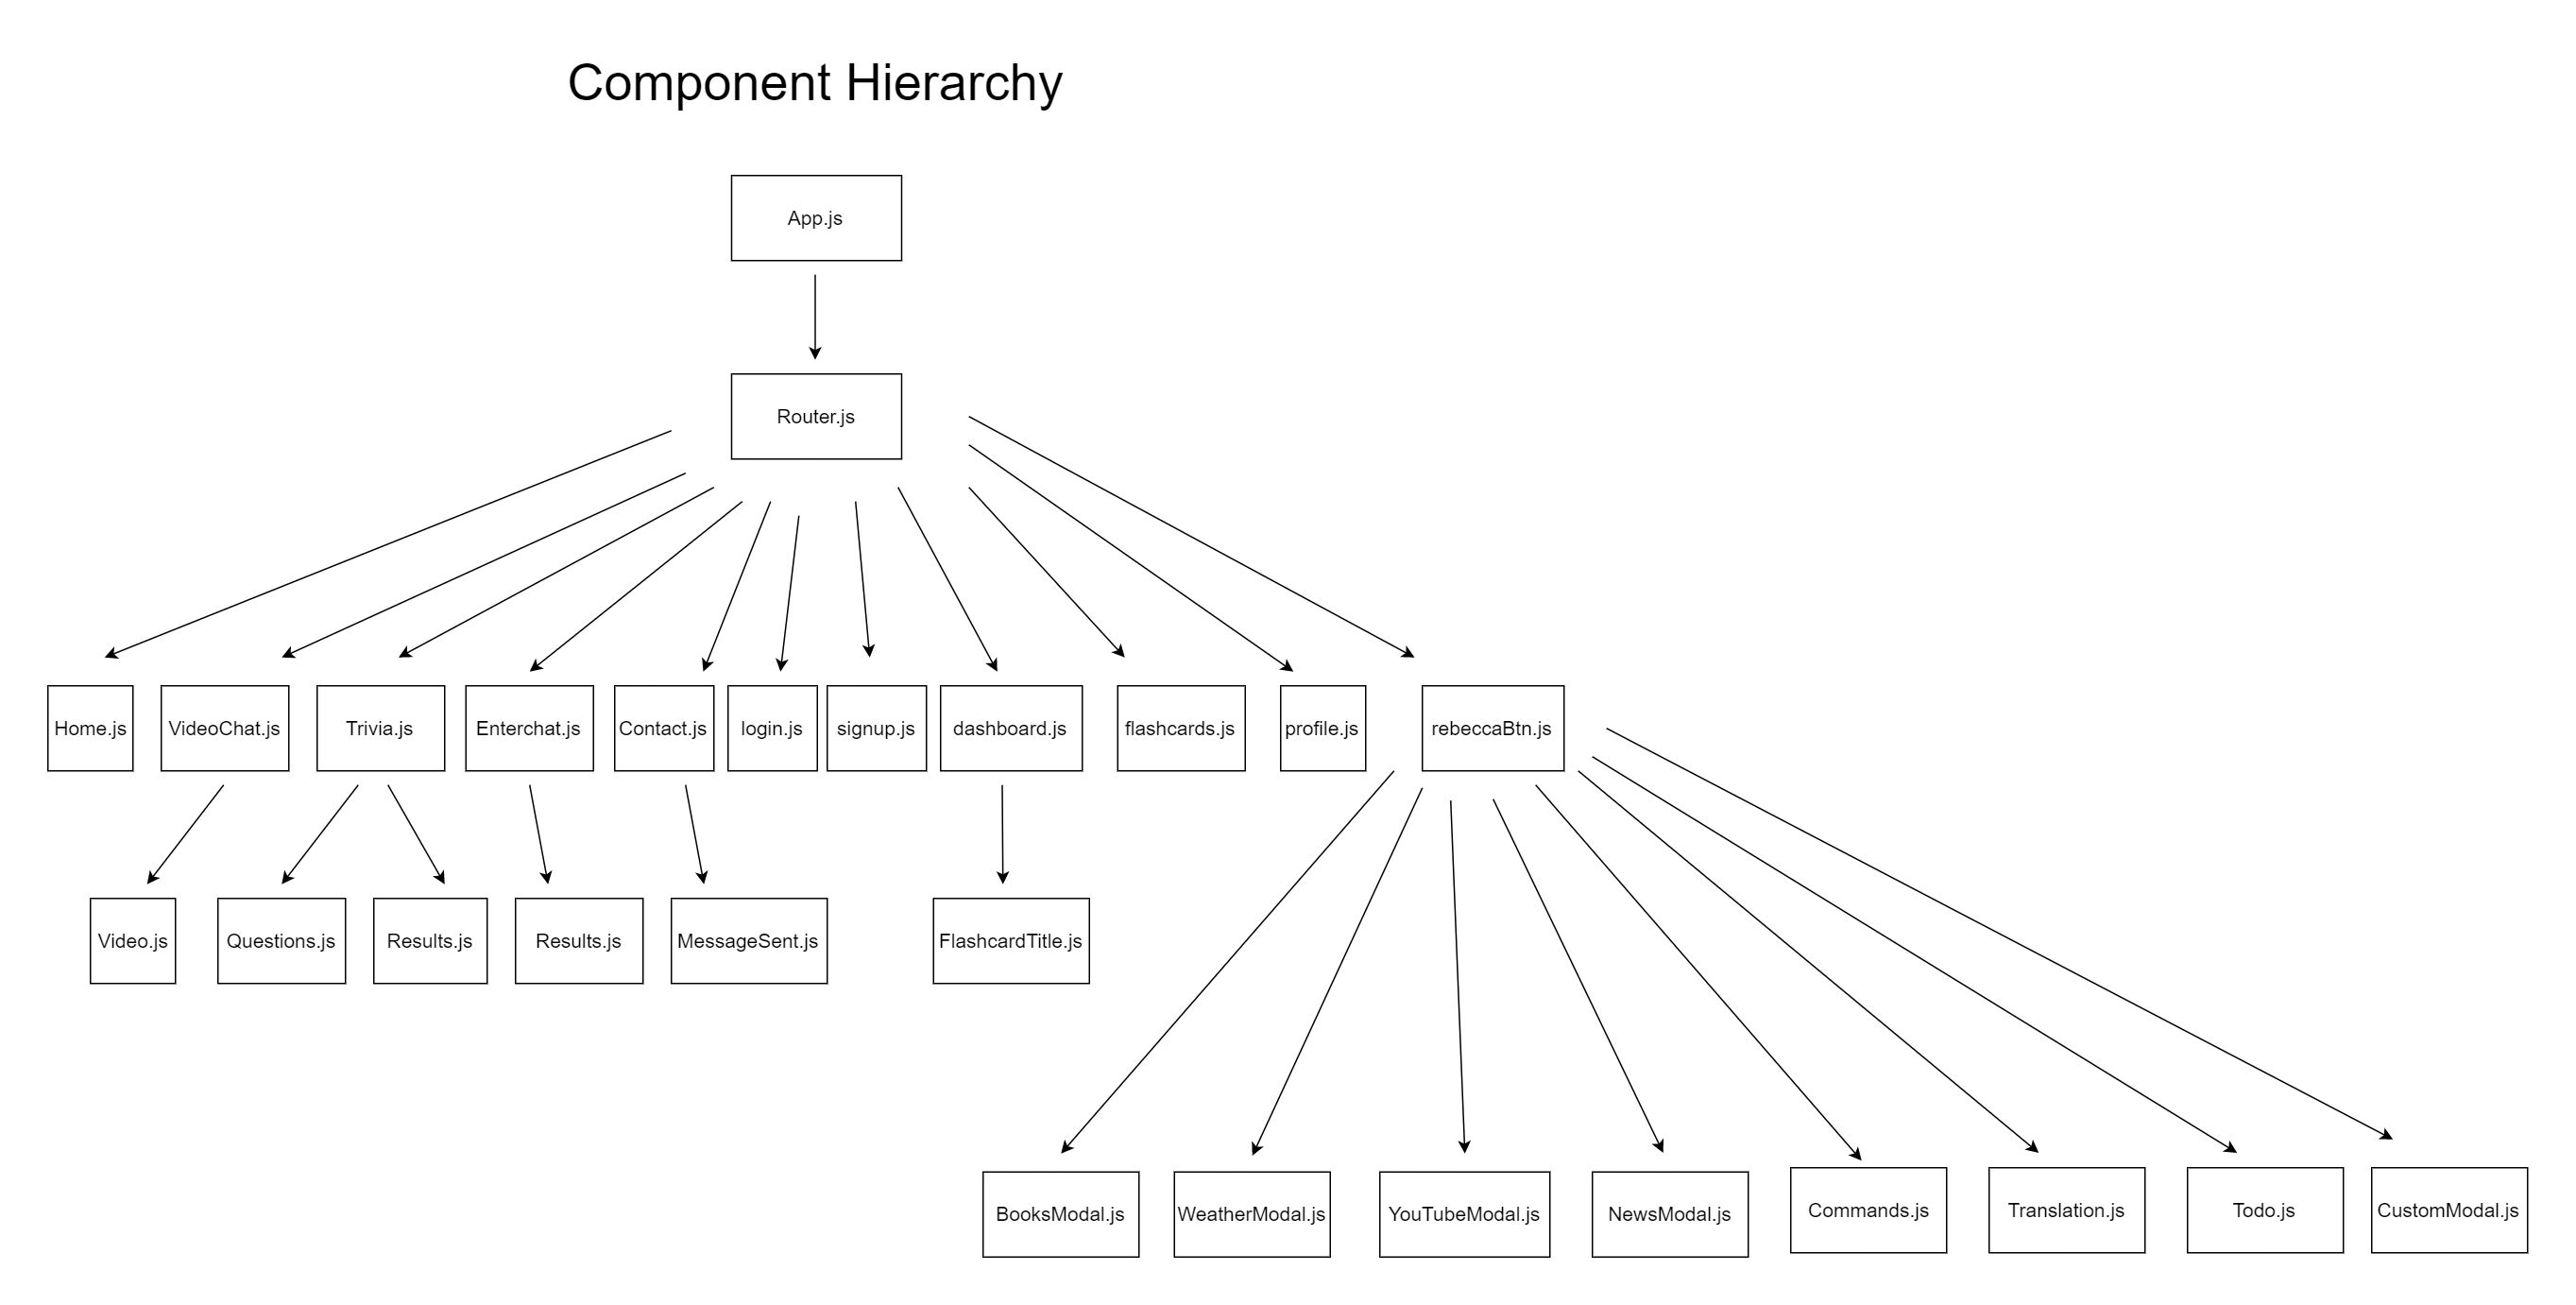 Component Hierarchy
App.js
Router.js
Home.js
VideoChat.js
Trivia.js
Enterchat.js
Contact.js
login.js
signup.js
dashboard.js
flashcards.js
profile.js
rebeccaBtn.js
Video.js
Questions.js
Results.js
Results.js
MessageSent.js
FlashcardTitle.js
BooksModal.js
WeatherModal.js
YouTubeModal.js
NewsModal.js
Commands.js
Translation.js
Todo.js
CustomModal.js